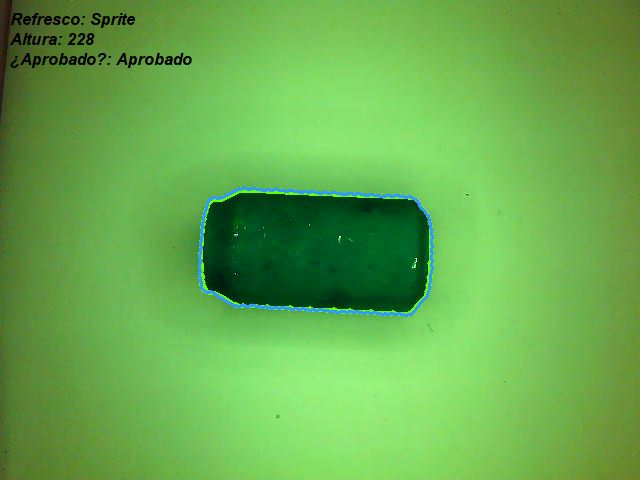 Refresco: Sprite
Altura: 228
¿Aprobado?: Aprobado